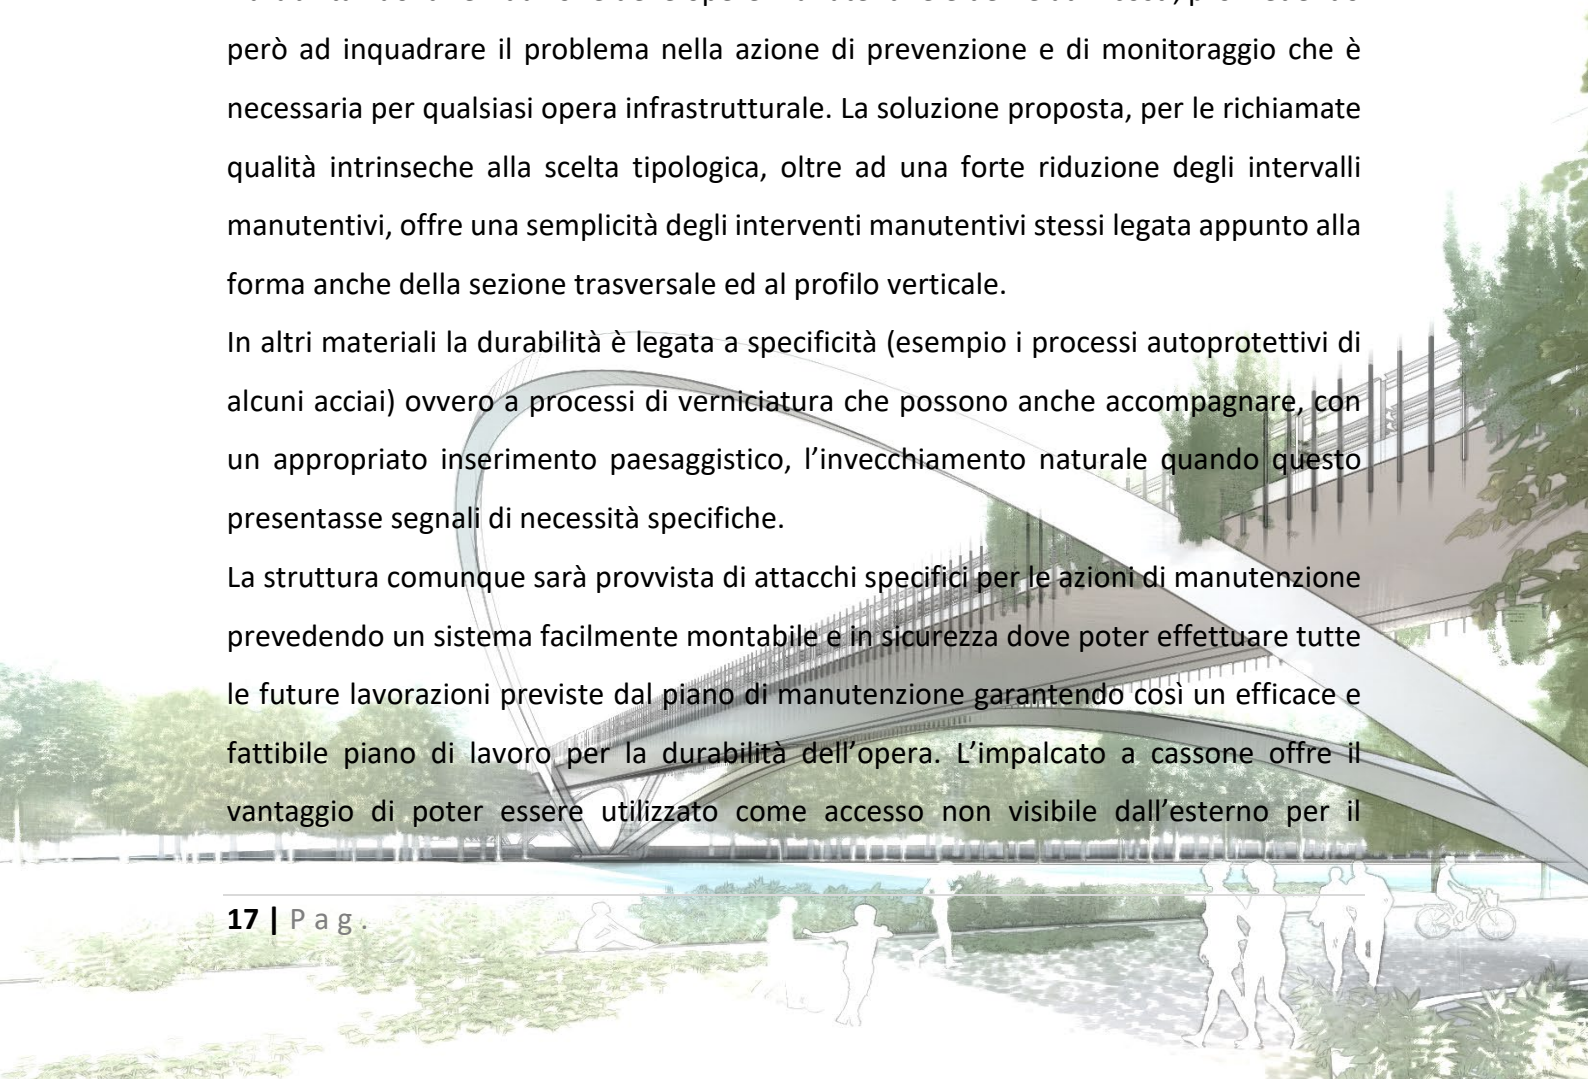 però ad inquadrare il problema nella azione di prevenzione e di monitoraggio che è
necessaria per qualsiasi opera infrastrutturale. La soluzione proposta, per le richiamate
qualità intrinseche alla scelta tipologica, oltre ad una forte riduzione degli intervalli
manutentivi, offre una semplicità degli interventi manutentivi stessi legata appunto alla
forma anche della sezione trasversale ed al profilo verticale.
In altri materiali la durabilità è legata a specificità (esempio i processi autoprotettivi di
alcuni acciai) ovvero a processi di verniciatura che possono anche accompagnare, con
un appropriato inserimento paesaggistico, l’invecchiamento naturale quando questo
presentasse segnali di necessità specifiche.
La struttura comunque sarà provvista di attacchi specifici per le azioni di manutenzione
prevedendo un sistema facilmente montabile e in sicurezza dove poter effettuare tutte
le future lavorazioni previste dal piano di manutenzione garantendo così un efficace e
fattibile piano di lavoro per la durabilità dell’opera. L’impalcato a cassone offre il
vantaggio di poter essere utilizzato come accesso non visibile dall’esterno per il
17 | P a g .